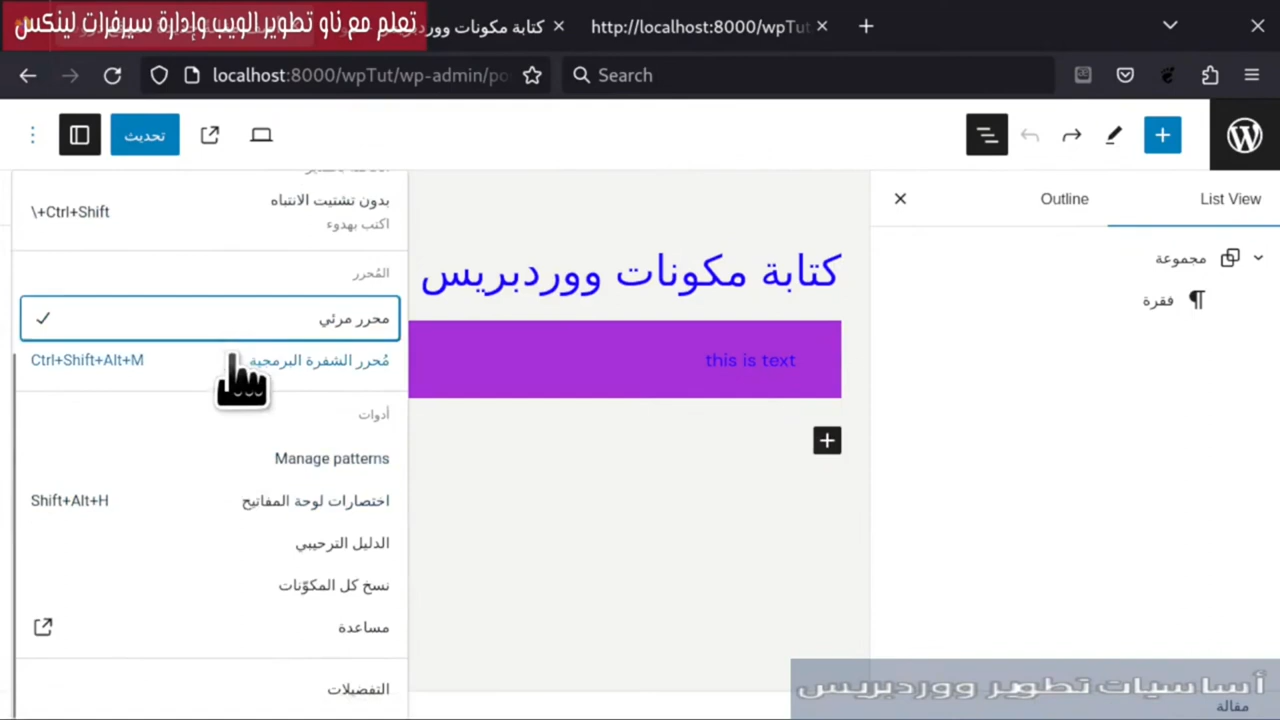 تعلم مع ناو تطوير الويب وإدارة سيرفرات لينكس
كتابة مكونات ووردبريس
http://localhost:8000/wpTut
localhost:8000/wpTut/wp-admin/po
Search
تحديث
بدون تشتيت الانتباه
\+Ctrl+Shift
اكتب بهدوء
المُحرر
محرر مرئي
مُحرر الشفرة البرمجية
Ctrl+Shift+Alt+M
أدوات
Manage patterns
اختصارات لوحة المفاتيح
Shift+Alt+H
الدليل الترحيبي
نسخ كل المكوّنات
مساعدة
التفضيلات
كتابة مكونات ووردبريس
this is text
List View
Outline
مجموعة
فقرة
أساسيات تطوير ووردبريس
مقالة